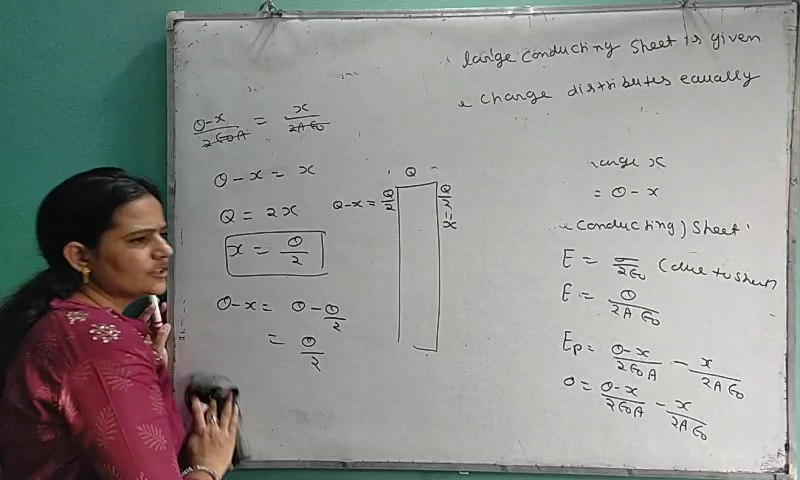 large conducting sheet is given
charge distributes equally
Q-x/2ϵ₀A = x/2Aϵ₀
Q-x = x
Q = 2x
x = Q/2
Q-x = Q-Q/2
= Q/2
Q
Q-x = Q/2
Q/2 = x
x
= Q-x
(conducting) sheet
E = σ/2ϵ₀ (due to sheet)
E = Q/2Aϵ₀
Ep = Q-x/2ϵ₀A - x/2Aϵ₀
0 = Q-x/2ϵ₀A - x/2Aϵ₀